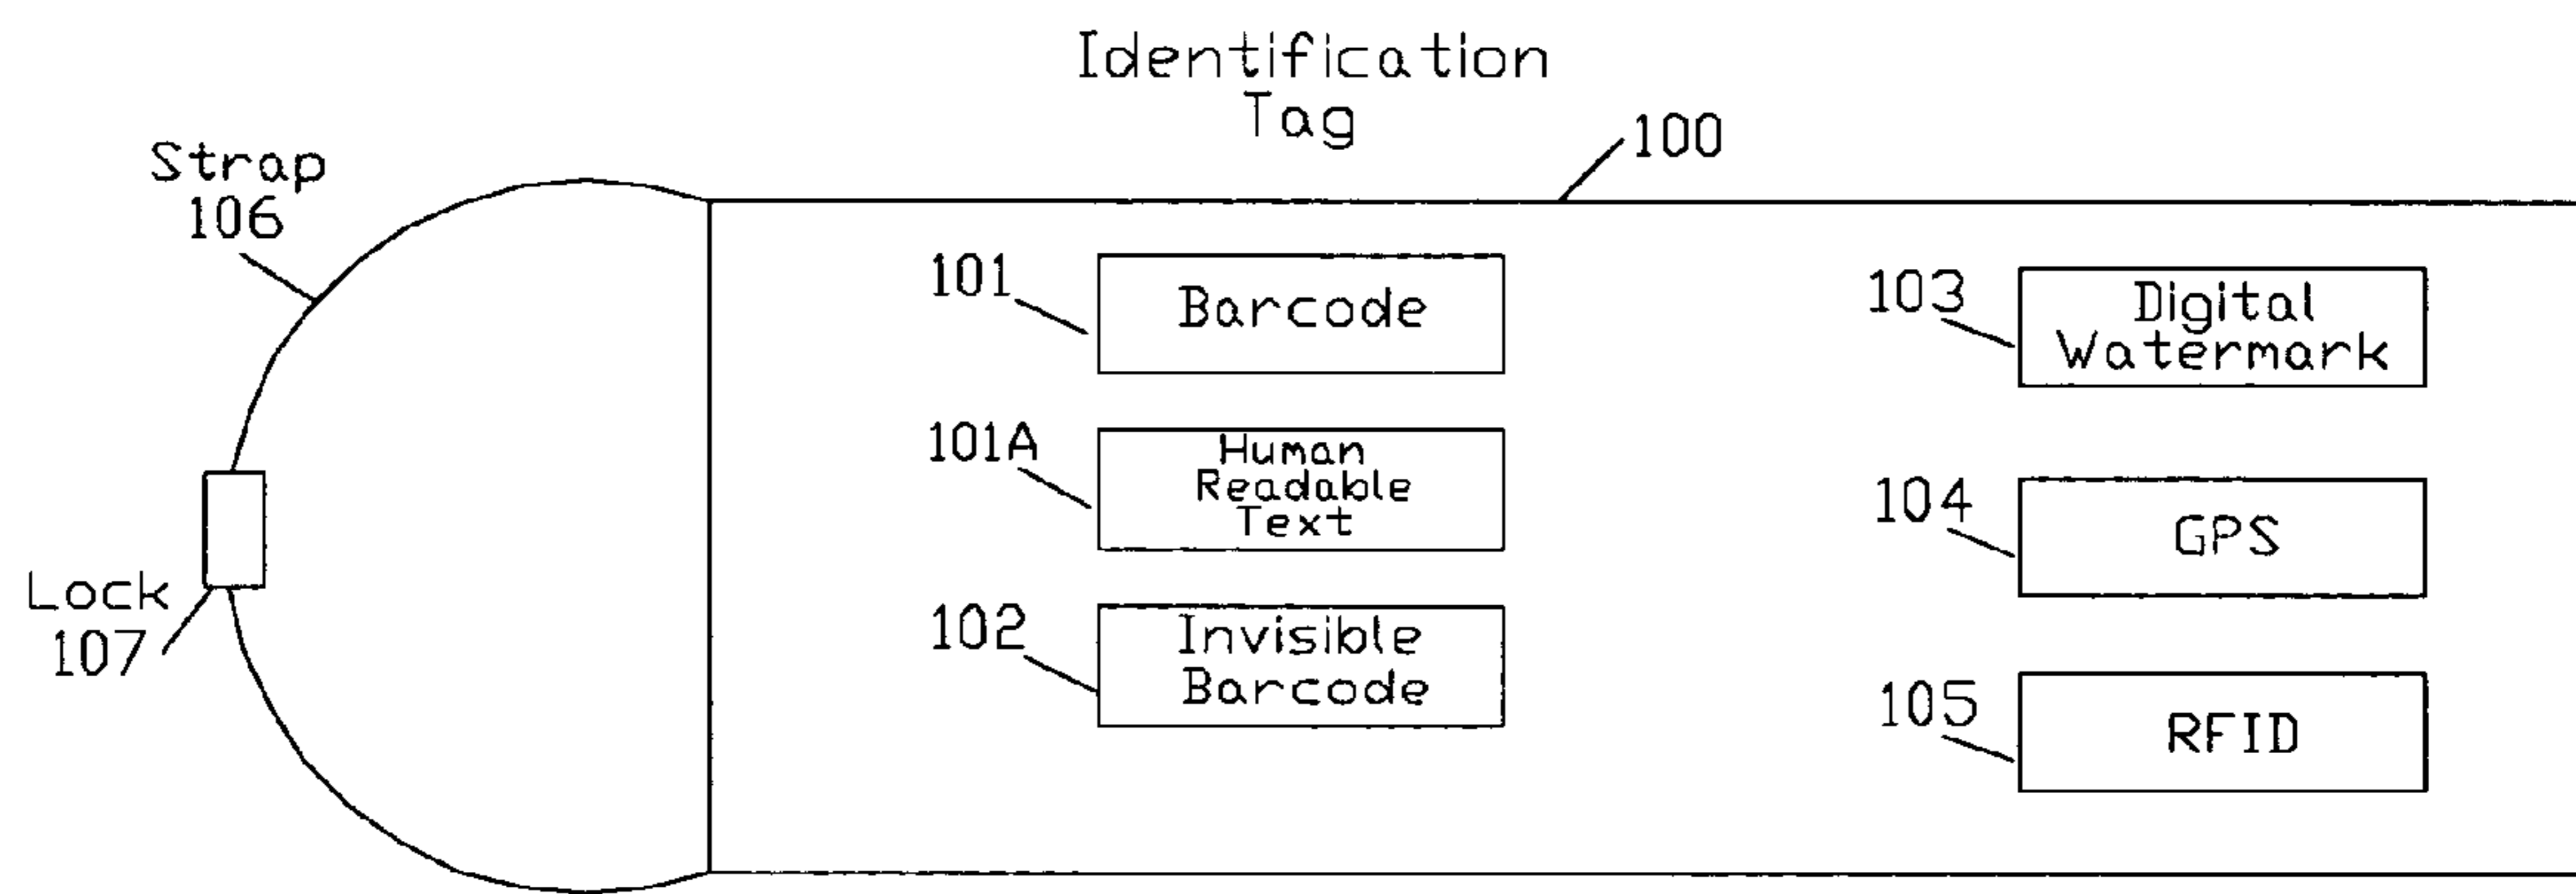 Identification
Tag
100
Strap
106
101
Barcode
103
Digital
Watermark
101A
Human
Readable
Text
104
GPS
Lock
107
102
Invisible
Barcode
105
RFID